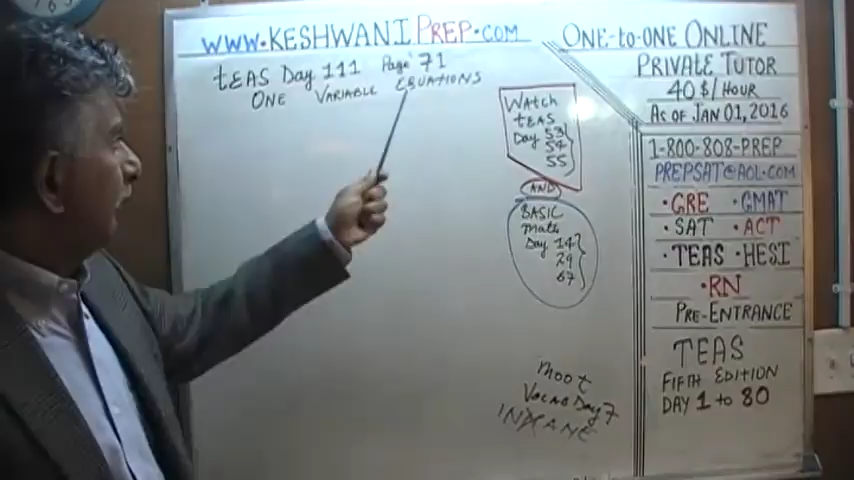 WWW.KESHWANIPREP.COM
tEAS Day 111 Page 71
ONE VARIABLE EQUATIONS
Watch
tEAS
Day 53
54
55
AND
BASIC
math
Day 14
29
67
moot
Vocab Day 7
INXANE
ONE-TO-ONE ONLINE
PRIVATE TUTOR
40 $/HOUR
AS OF JAN 01, 2016
1-800-808-PREP
PREPSAT@AOL.COM
•GRE •GMAT
•SAT •ACT
•TEAS •HESI
•RN
PRE-ENTRANCE
TEAS
FIFTH EDITION
DAY 1 to 80